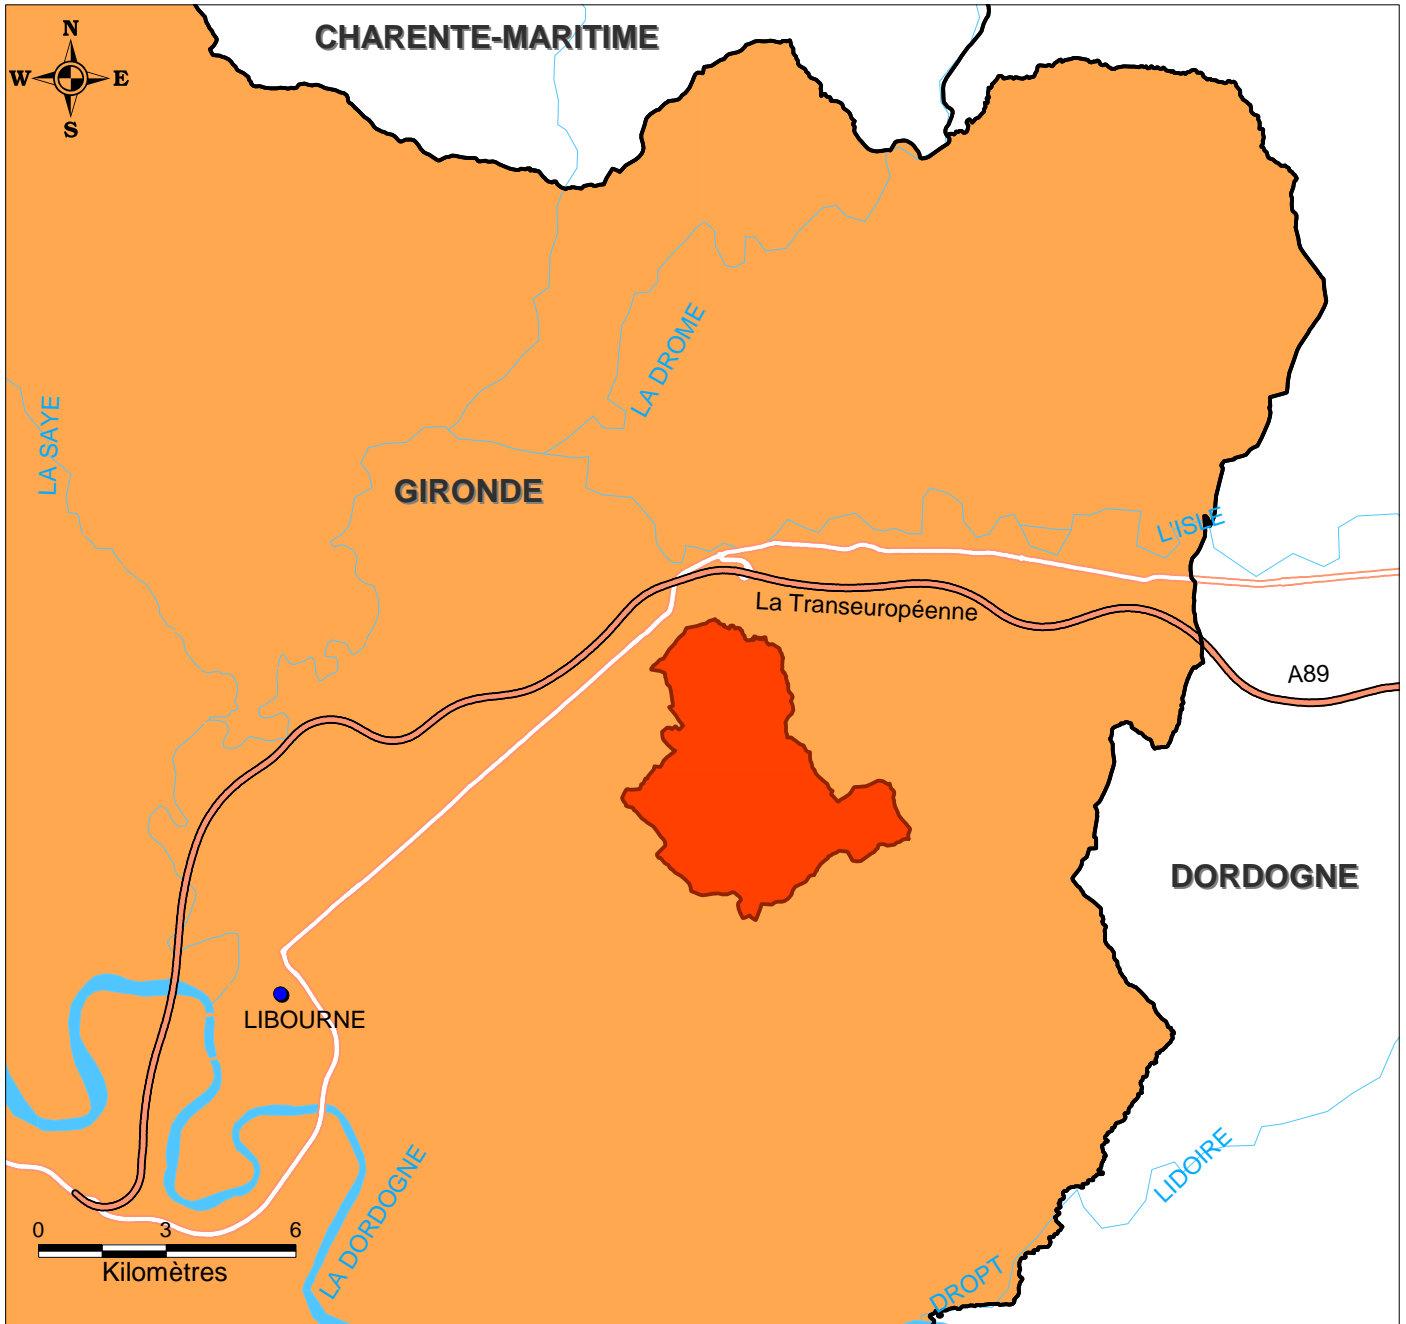 CHARENTE-MARITIME
N
W E
S
LA DROME
LA SAYE
GIRONDE
L'ISLE
La Transeuropéenne
A89
DORDOGNE
LIBOURNE
LA DORDOGNE
LIDOIRE
DROPT
0 3 6
Kilomètres